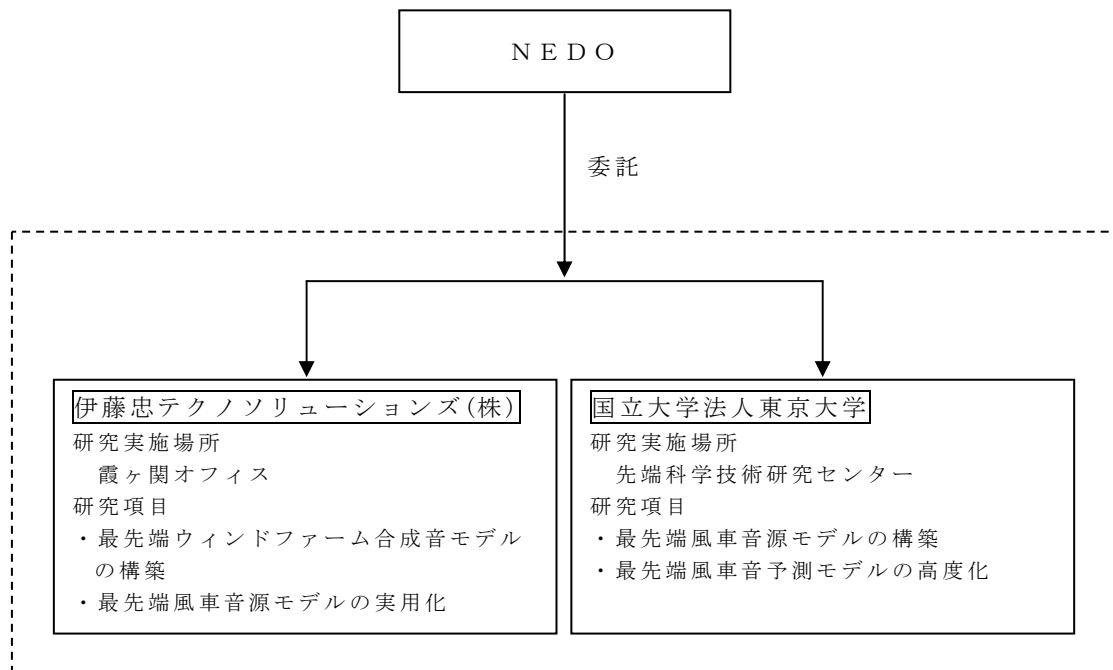 NEDO
委託
伊藤忠テクノソリューションズ(株)
研究実施場所
霞ヶ関オフィス
研究項目
・最先端ウィンドファーム合成音モデル
の構築
・最先端風車音源モデルの実用化
国立大学法人東京大学
研究実施場所
先端科学技術研究センター
研究項目
・最先端風車音源モデルの構築
・最先端風車音予測モデルの高度化